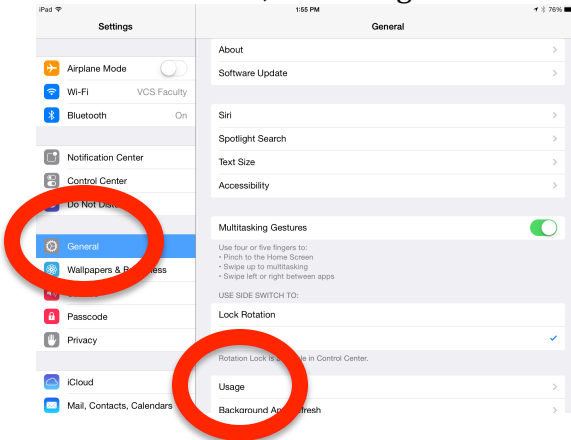 iPad 1:55 PM 76%
Settings
General
Airplane Mode
Wi-Fi VCS Faculty
Bluetooth On
Notification Center
Control Center
Do Not
General
Wallpapers &
Passcode
Privacy
iCloud
Mail, Contacts, Calendars
About
Software Update
Siri
Spotlight Search
Text Size
Accessibility
Multitasking Gestures
Use four or five fingers to:
• Pinch to the Home Screen
• Swipe up to multitasking
• Swipe left or right between apps
USE SIDE SWITCH TO:
Lock Rotation
Rotation Lock is in Control Center.
Usage
Background App Refresh